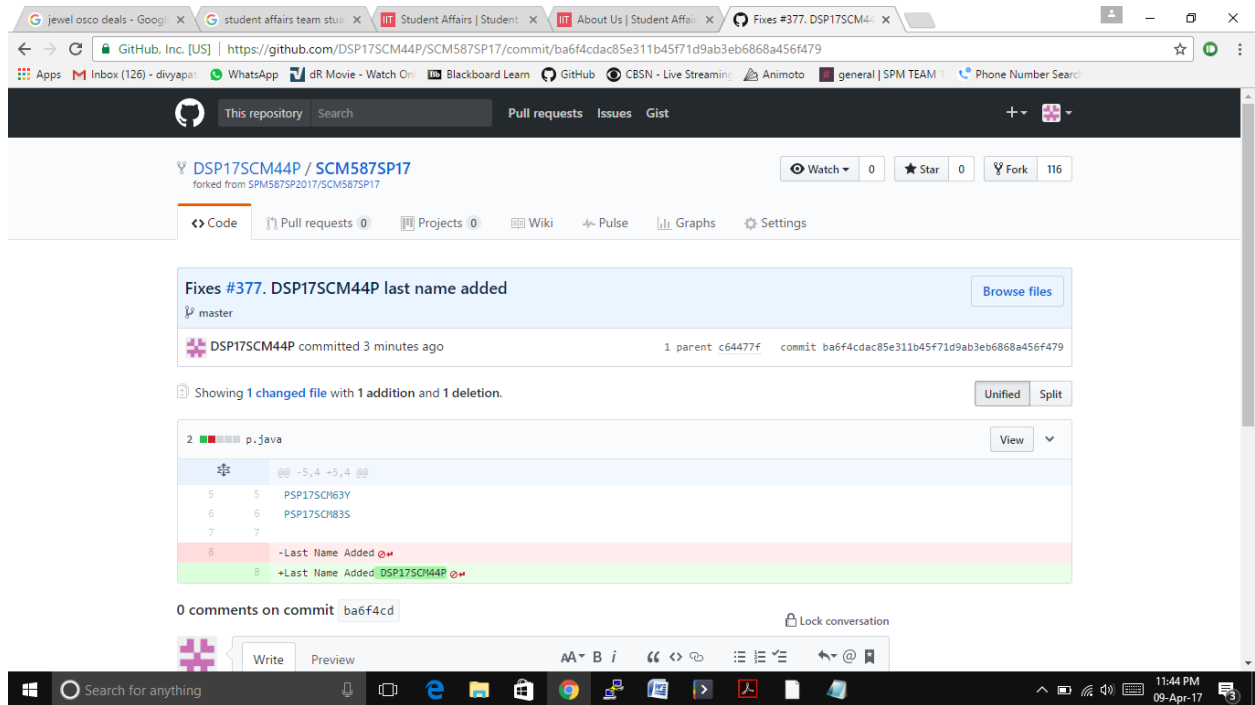 jewel osco deals - Googl
student affairs team stua
Student Affairs | Student
About Us | Student Affair
Fixes #377. DSP17SCM44
GitHub, Inc. [US] | https://github.com/DSP17SCM44P/SCM587SP17/commit/ba6f4cdac85e311b45f71d9ab3eb6868a456f479
Apps Inbox (126) - divyapat WhatsApp dR Movie - Watch Onl Blackboard Learn GitHub CBSN - Live Streaming Animoto general | SPM TEAM 1 Phone Number Search
This repository Search Pull requests Issues Gist
DSP17SCM44P / SCM587SP17 Watch 0 Star 0 Fork 116
forked from SPM587SP2017/SCM587SP17
Code Pull requests 0 Projects 0 Wiki Pulse Graphs Settings
Fixes #377. DSP17SCM44P last name added Browse files
master
DSP17SCM44P committed 3 minutes ago 1 parent c64477f commit ba6f4cdac85e311b45f71d9ab3eb6868a456f479
Showing 1 changed file with 1 addition and 1 deletion. Unified Split
2 p.java View
@@ -5,4 +5,4 @@
5 5 PSP17SCM63Y
6 6 PSP17SCM83S
7 7
8 -Last Name Added
8 +Last Name Added DSP17SCM44P
0 comments on commit ba6f4cd Lock conversation
Write Preview AA B i
Search for anything 11:44 PM
09-Apr-17
3